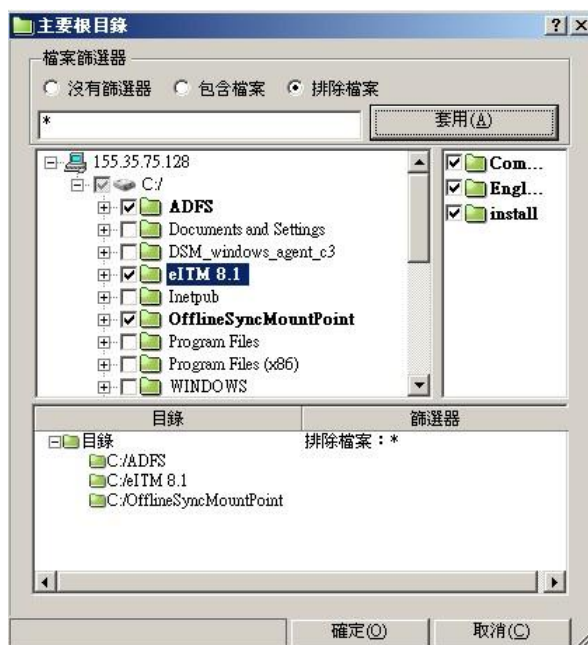 主要根目錄
檔案篩選器
沒有篩選器 包含檔案 排除檔案
* 套用(A)
155.35.75.128
C:/
ADFS
Documents and Settings
DSM_windows_agent_c3
eITM 8.1
Inetpub
OfflineSyncMountPoint
Program Files
Program Files (x86)
WINDOWS
Com...
Engl...
install
目錄 篩選器
目錄 排除檔案：*
C:/ADFS
C:/eITM 8.1
C:/OfflineSyncMountPoint
確定(O) 取消(C)